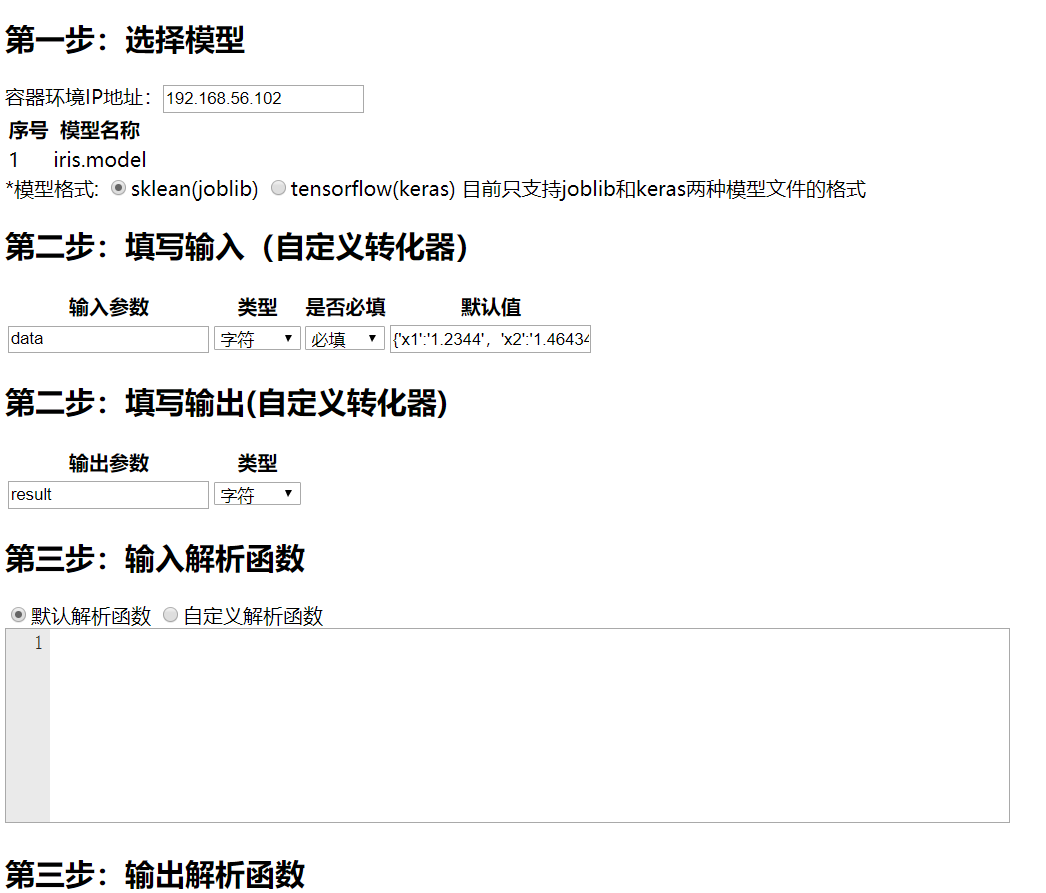 第一步：选择模型
容器环境IP地址：192.168.56.102
序号 模型名称
1 iris.model
*模型格式: sklean(joblib) tensorflow(keras) 目前只支持joblib和keras两种模型文件的格式
第二步：填写输入（自定义转化器）
输入参数 类型 是否必填 默认值
data 字符 必填 {'x1':'1.2344'，'x2':'1.46434
第二步：填写输出(自定义转化器)
输出参数 类型
result 字符
第三步：输入解析函数
默认解析函数 自定义解析函数
1
第三步：输出解析函数